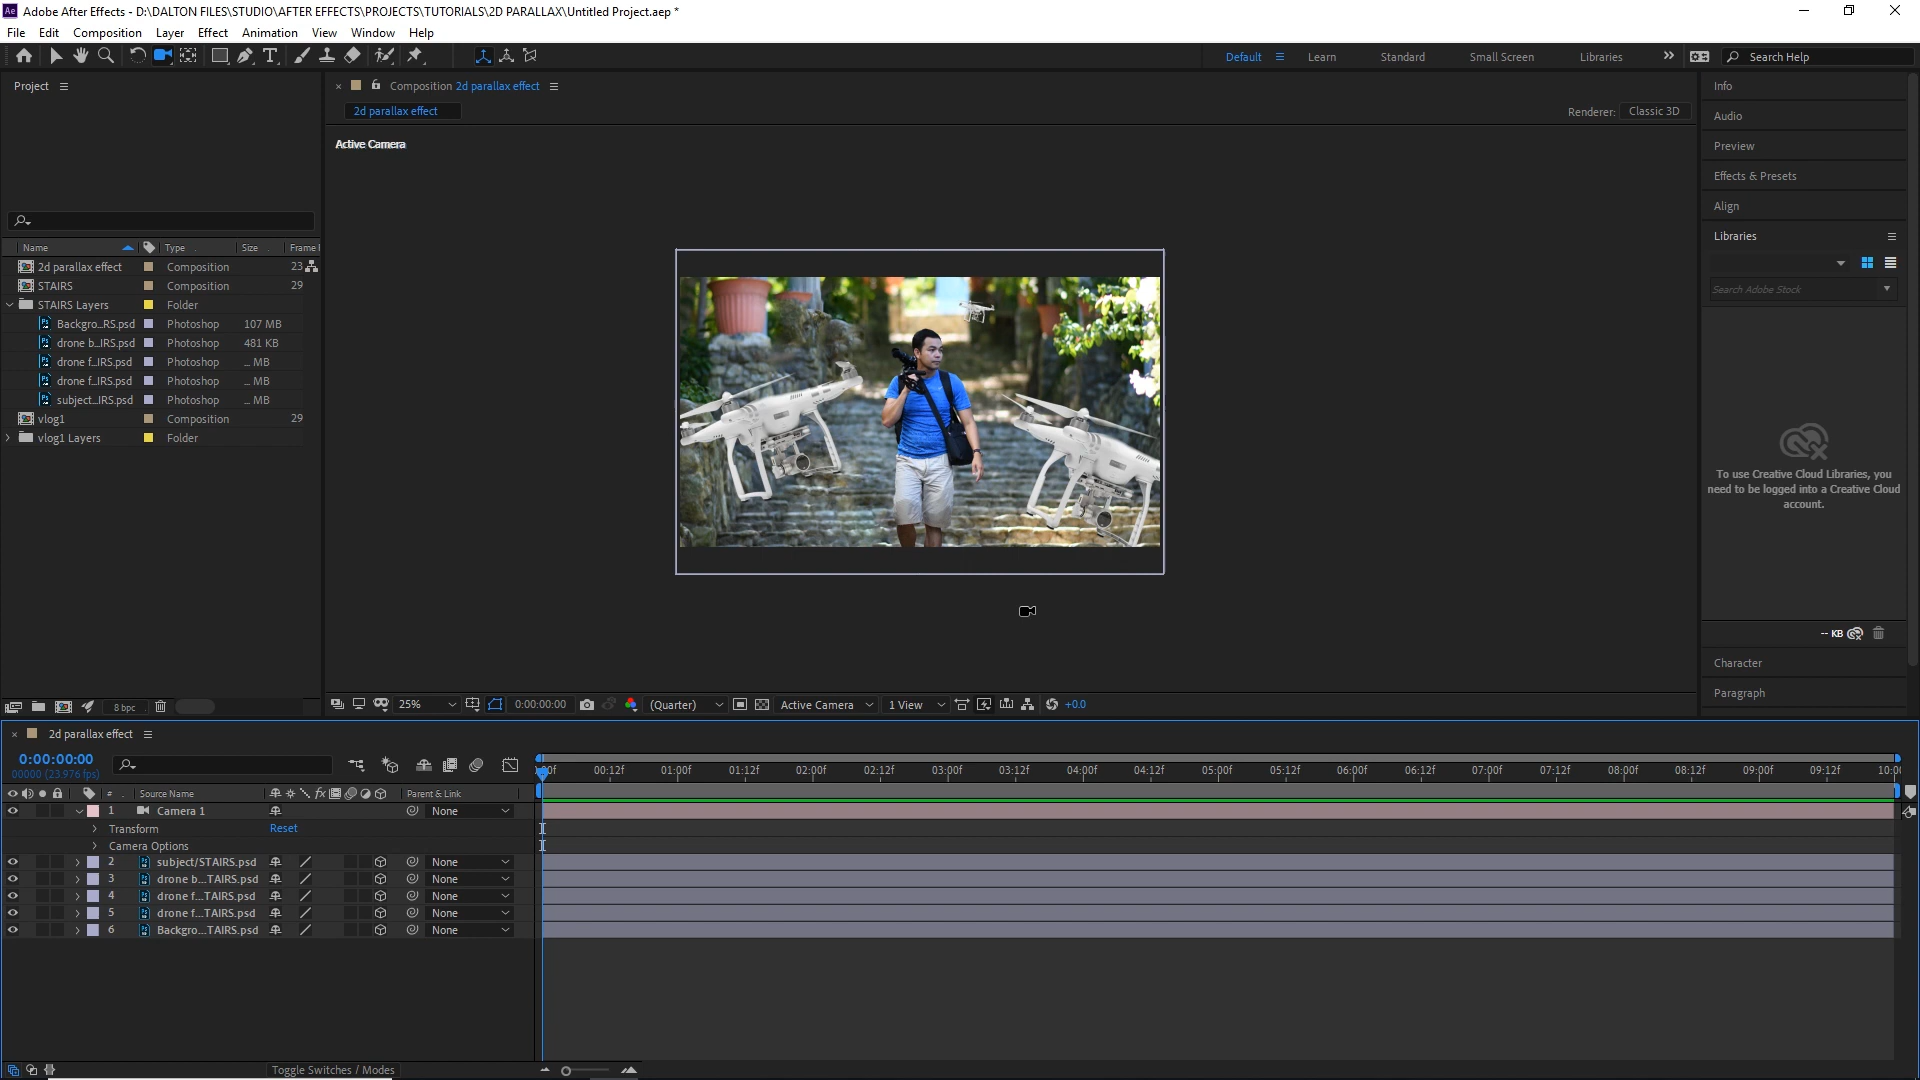 Adobe After Effects - D:\DALTON FILES\STUDIO\AFTER EFFECTS\PROJECTS\TUTORIALS\2D PARALLAX\Untitled Project.aep *
File Edit Composition Layer Effect Animation View Window Help
Default Learn Standard Small Screen Libraries Search Help
Project
Composition 2d parallax effect
2d parallax effect
Renderer: Classic 3D
Active Camera
Name Type Size Frame
2d parallax effect Composition 23
STAIRS Composition 29
STAIRS Layers Folder
Backgro...RS.psd Photoshop 107 MB
drone b...IRS.psd Photoshop 481 KB
drone f...IRS.psd Photoshop ... MB
drone f...IRS.psd Photoshop ... MB
subject...IRS.psd Photoshop ... MB
vlog1 Composition 29
vlog1 Layers Folder
8 bpc
25% 0:00:00:00 (Quarter) Active Camera 1 View +0.0
Info
Audio
Preview
Effects & Presets
Align
Libraries
Search Adobe Stock
To use Creative Cloud Libraries, you
need to be logged into a Creative Cloud
account.
-- KB
Character
Paragraph
2d parallax effect
0:00:00:00
00000 (23.976 fps)
00:12f 01:00f 01:12f 02:00f 02:12f 03:00f 03:12f 04:00f 04:12f 05:00f 05:12f 06:00f 06:12f 07:00f 07:12f 08:00f 08:12f 09:00f 09:12f
# Source Name Parent & Link
1 Camera 1 None
Transform Reset
Camera Options
2 subject/STAIRS.psd None
3 drone b...TAIRS.psd None
4 drone f...TAIRS.psd None
5 drone f...TAIRS.psd None
6 Backgro...TAIRS.psd None
Toggle Switches / Modes